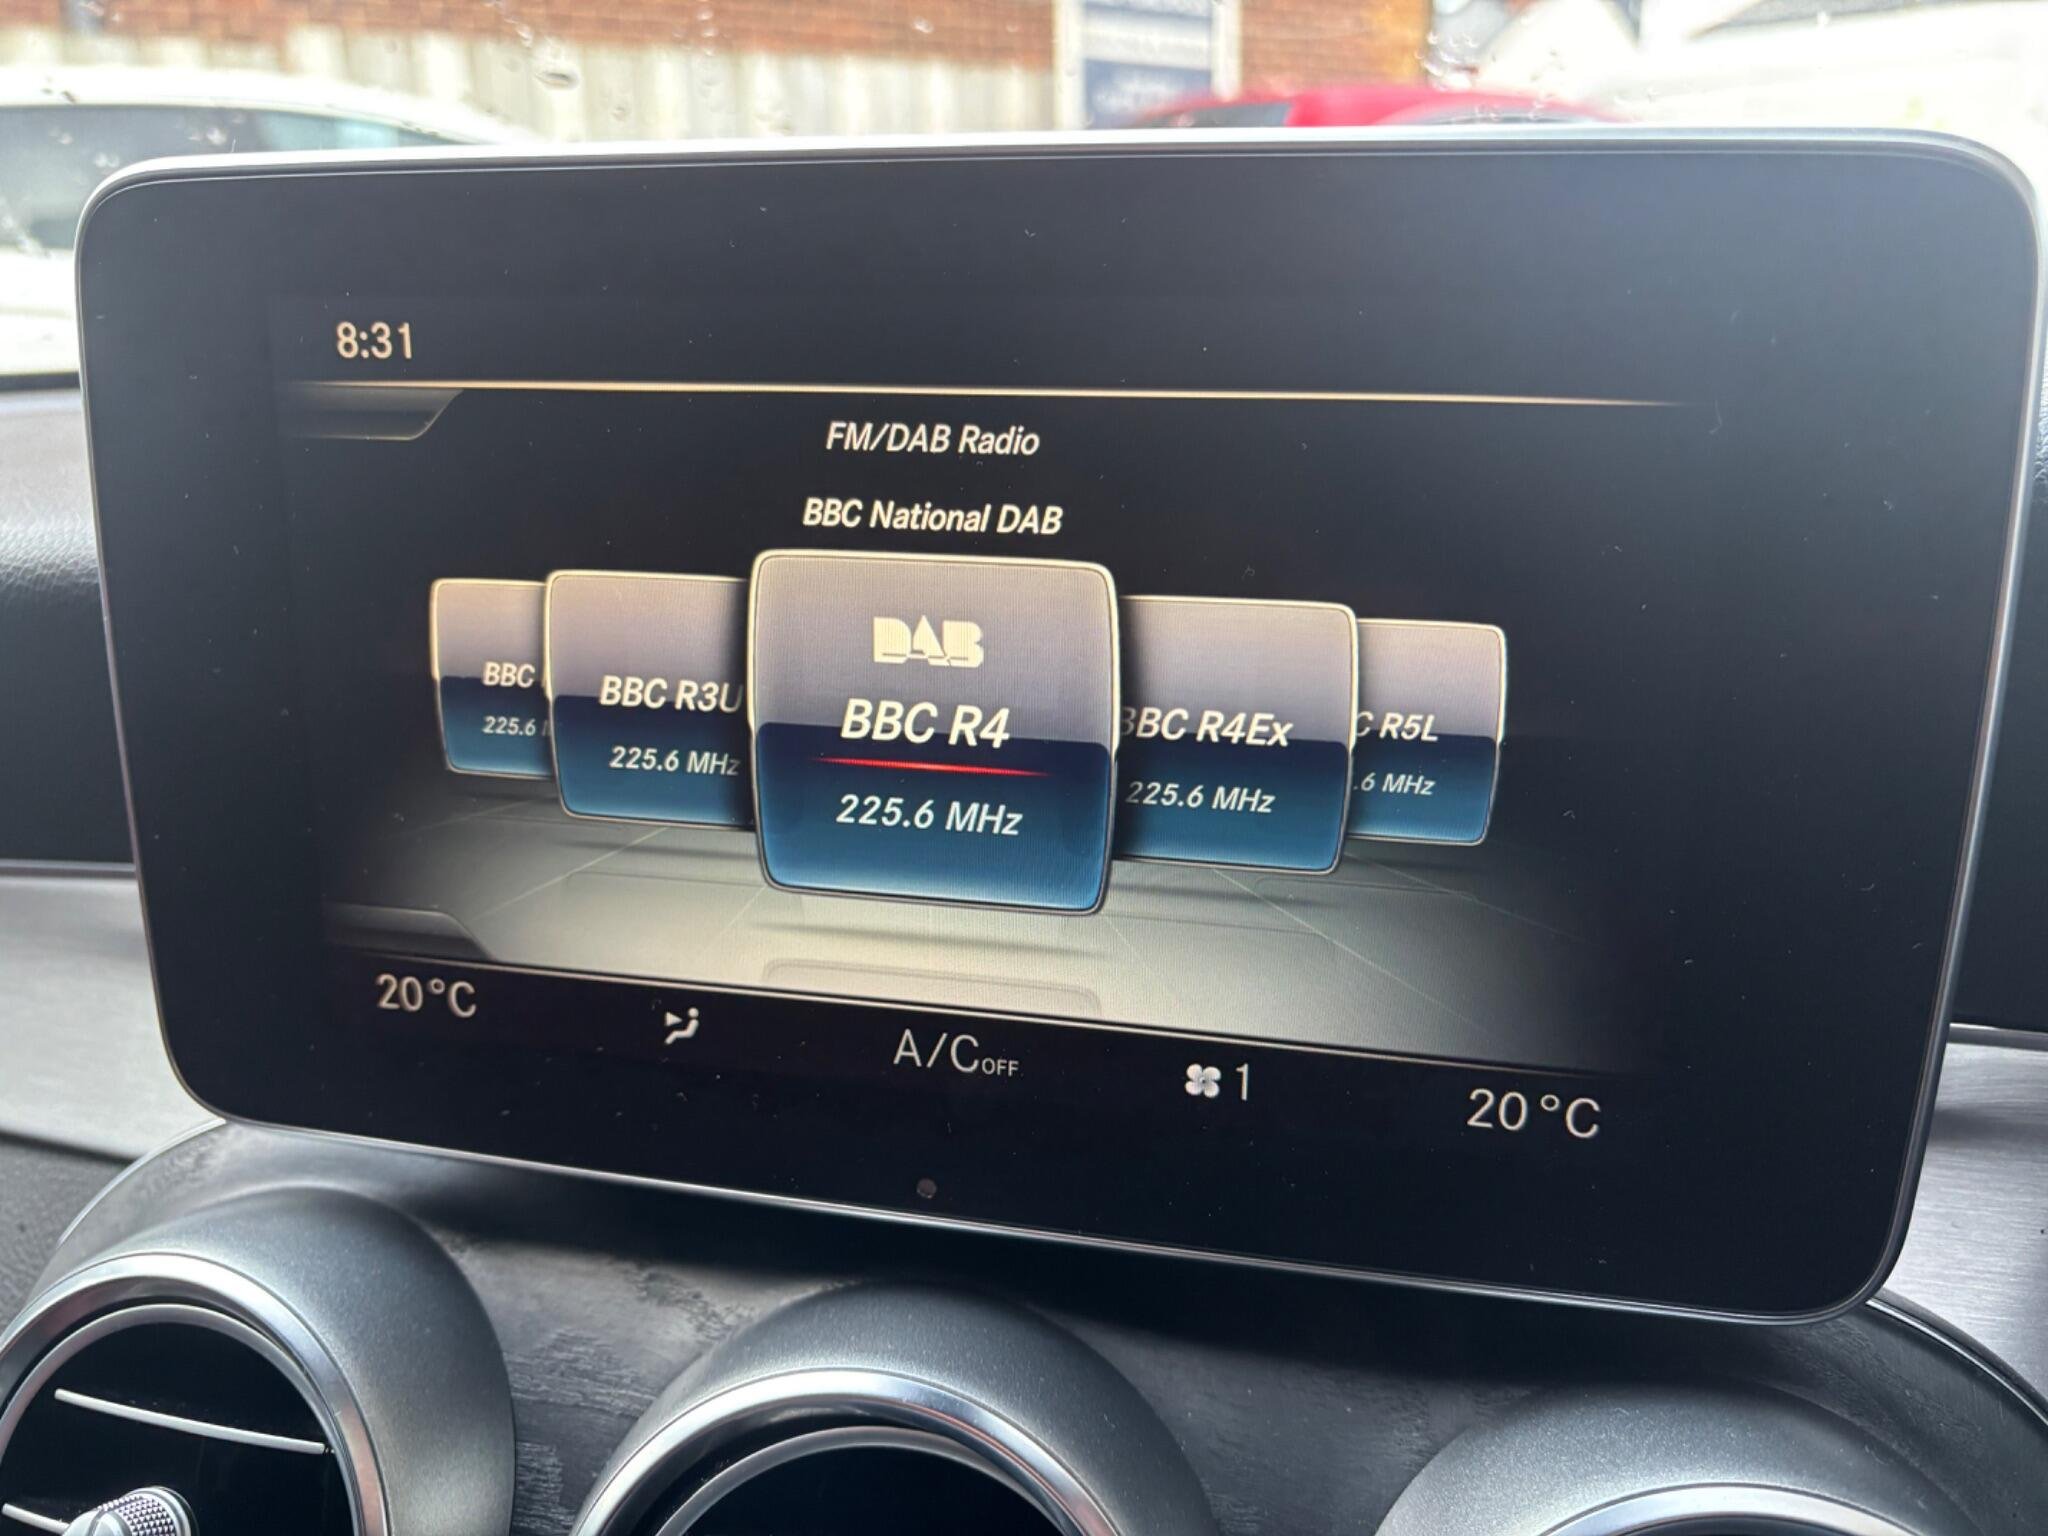 8:31
FM/DAB Radio
BBC National DAB
DAB
BBC BBC R3U BBC R4 BBC R4Ex C R5L
225.6 225.6 MHz 225.6 MHz 225.6 MHz .6 MHz
20°C A/C OFF 1 20°C